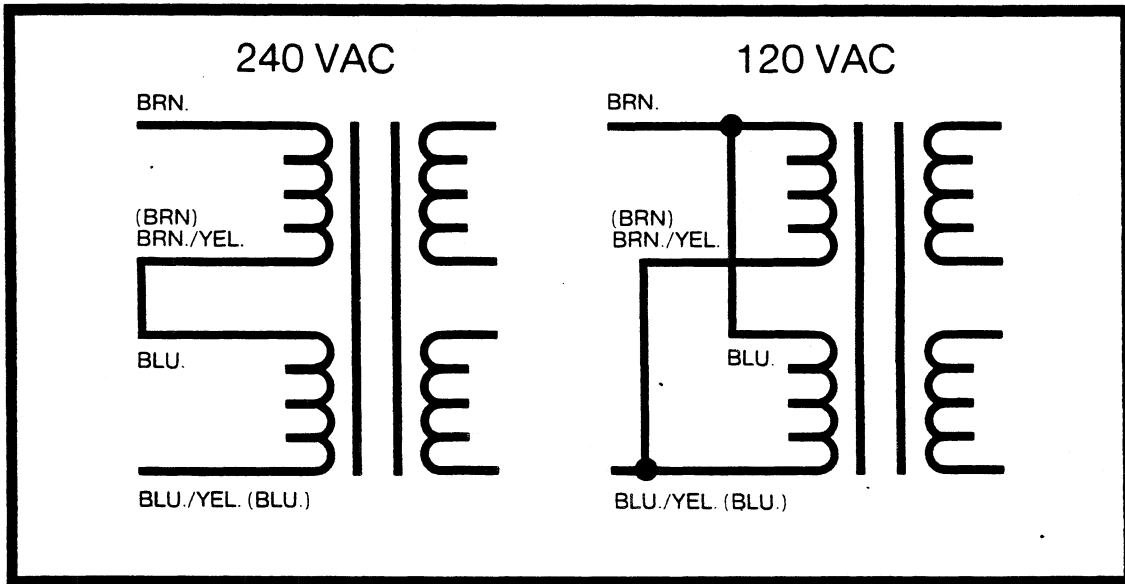 240 VAC
BRN.
(BRN)
BRN./YEL.
BLU.
BLU./YEL. (BLU.)
120 VAC
BRN.
(BRN)
BRN./YEL.
BLU.
BLU./YEL. (BLU.)